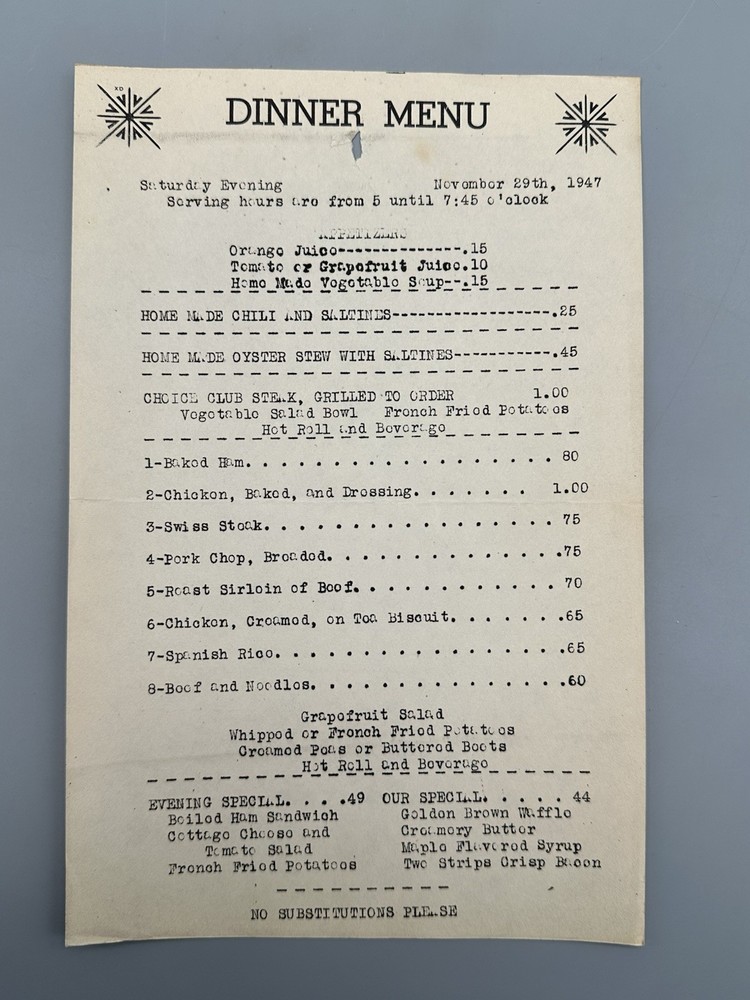 XD
DINNER MENU
Saturday Evening November 29th, 1947
Serving hours are from 5 until 7:45 o'clock
APPETIZERS
Orange Juice--------------.15
Tomato or Grapefruit Juice.10
Home Made Vegetable Soup--.15
HOME MADE CHILI AND SALTINES------------------.25
HOME MADE OYSTER STEW WITH SALTINES-----------.45
CHOICE CLUB STEAK, GRILLED TO ORDER 1.00
Vegetable Salad Bowl French Fried Potatoes
Hot Roll and Beverage
1-Baked Ham. . . . . . . . . . . . . . . . . . 80
2-Chicken, Baked, and Dressing. . . . . . . 1.00
3-Swiss Steak. . . . . . . . . . . . . . . . . 75
4-Pork Chop, Breaded. . . . . . . . . . . . . .75
5-Roast Sirloin of Beef. . . . . . . . . . . . 70
6-Chicken, Creamed, on Tea Biscuit. . . . . . .65
7-Spanish Rice. . . . . . . . . . . . . . . . .65
8-Beef and Noodles. . . . . . . . . . . . . . .60
Grapefruit Salad
Whipped or French Fried Potatoes
Creamed Peas or Buttered Beets
Hot Roll and Beverage
EVENING SPECIAL. . . .49 OUR SPECIAL. . . . . 44
Boiled Ham Sandwich Golden Brown Waffle
Cottage Cheese and Creamery Butter
Tomato Salad Maple Flavored Syrup
French Fried Potatoes Two Strips Crisp Bacon
NO SUBSTITUTIONS PLEASE